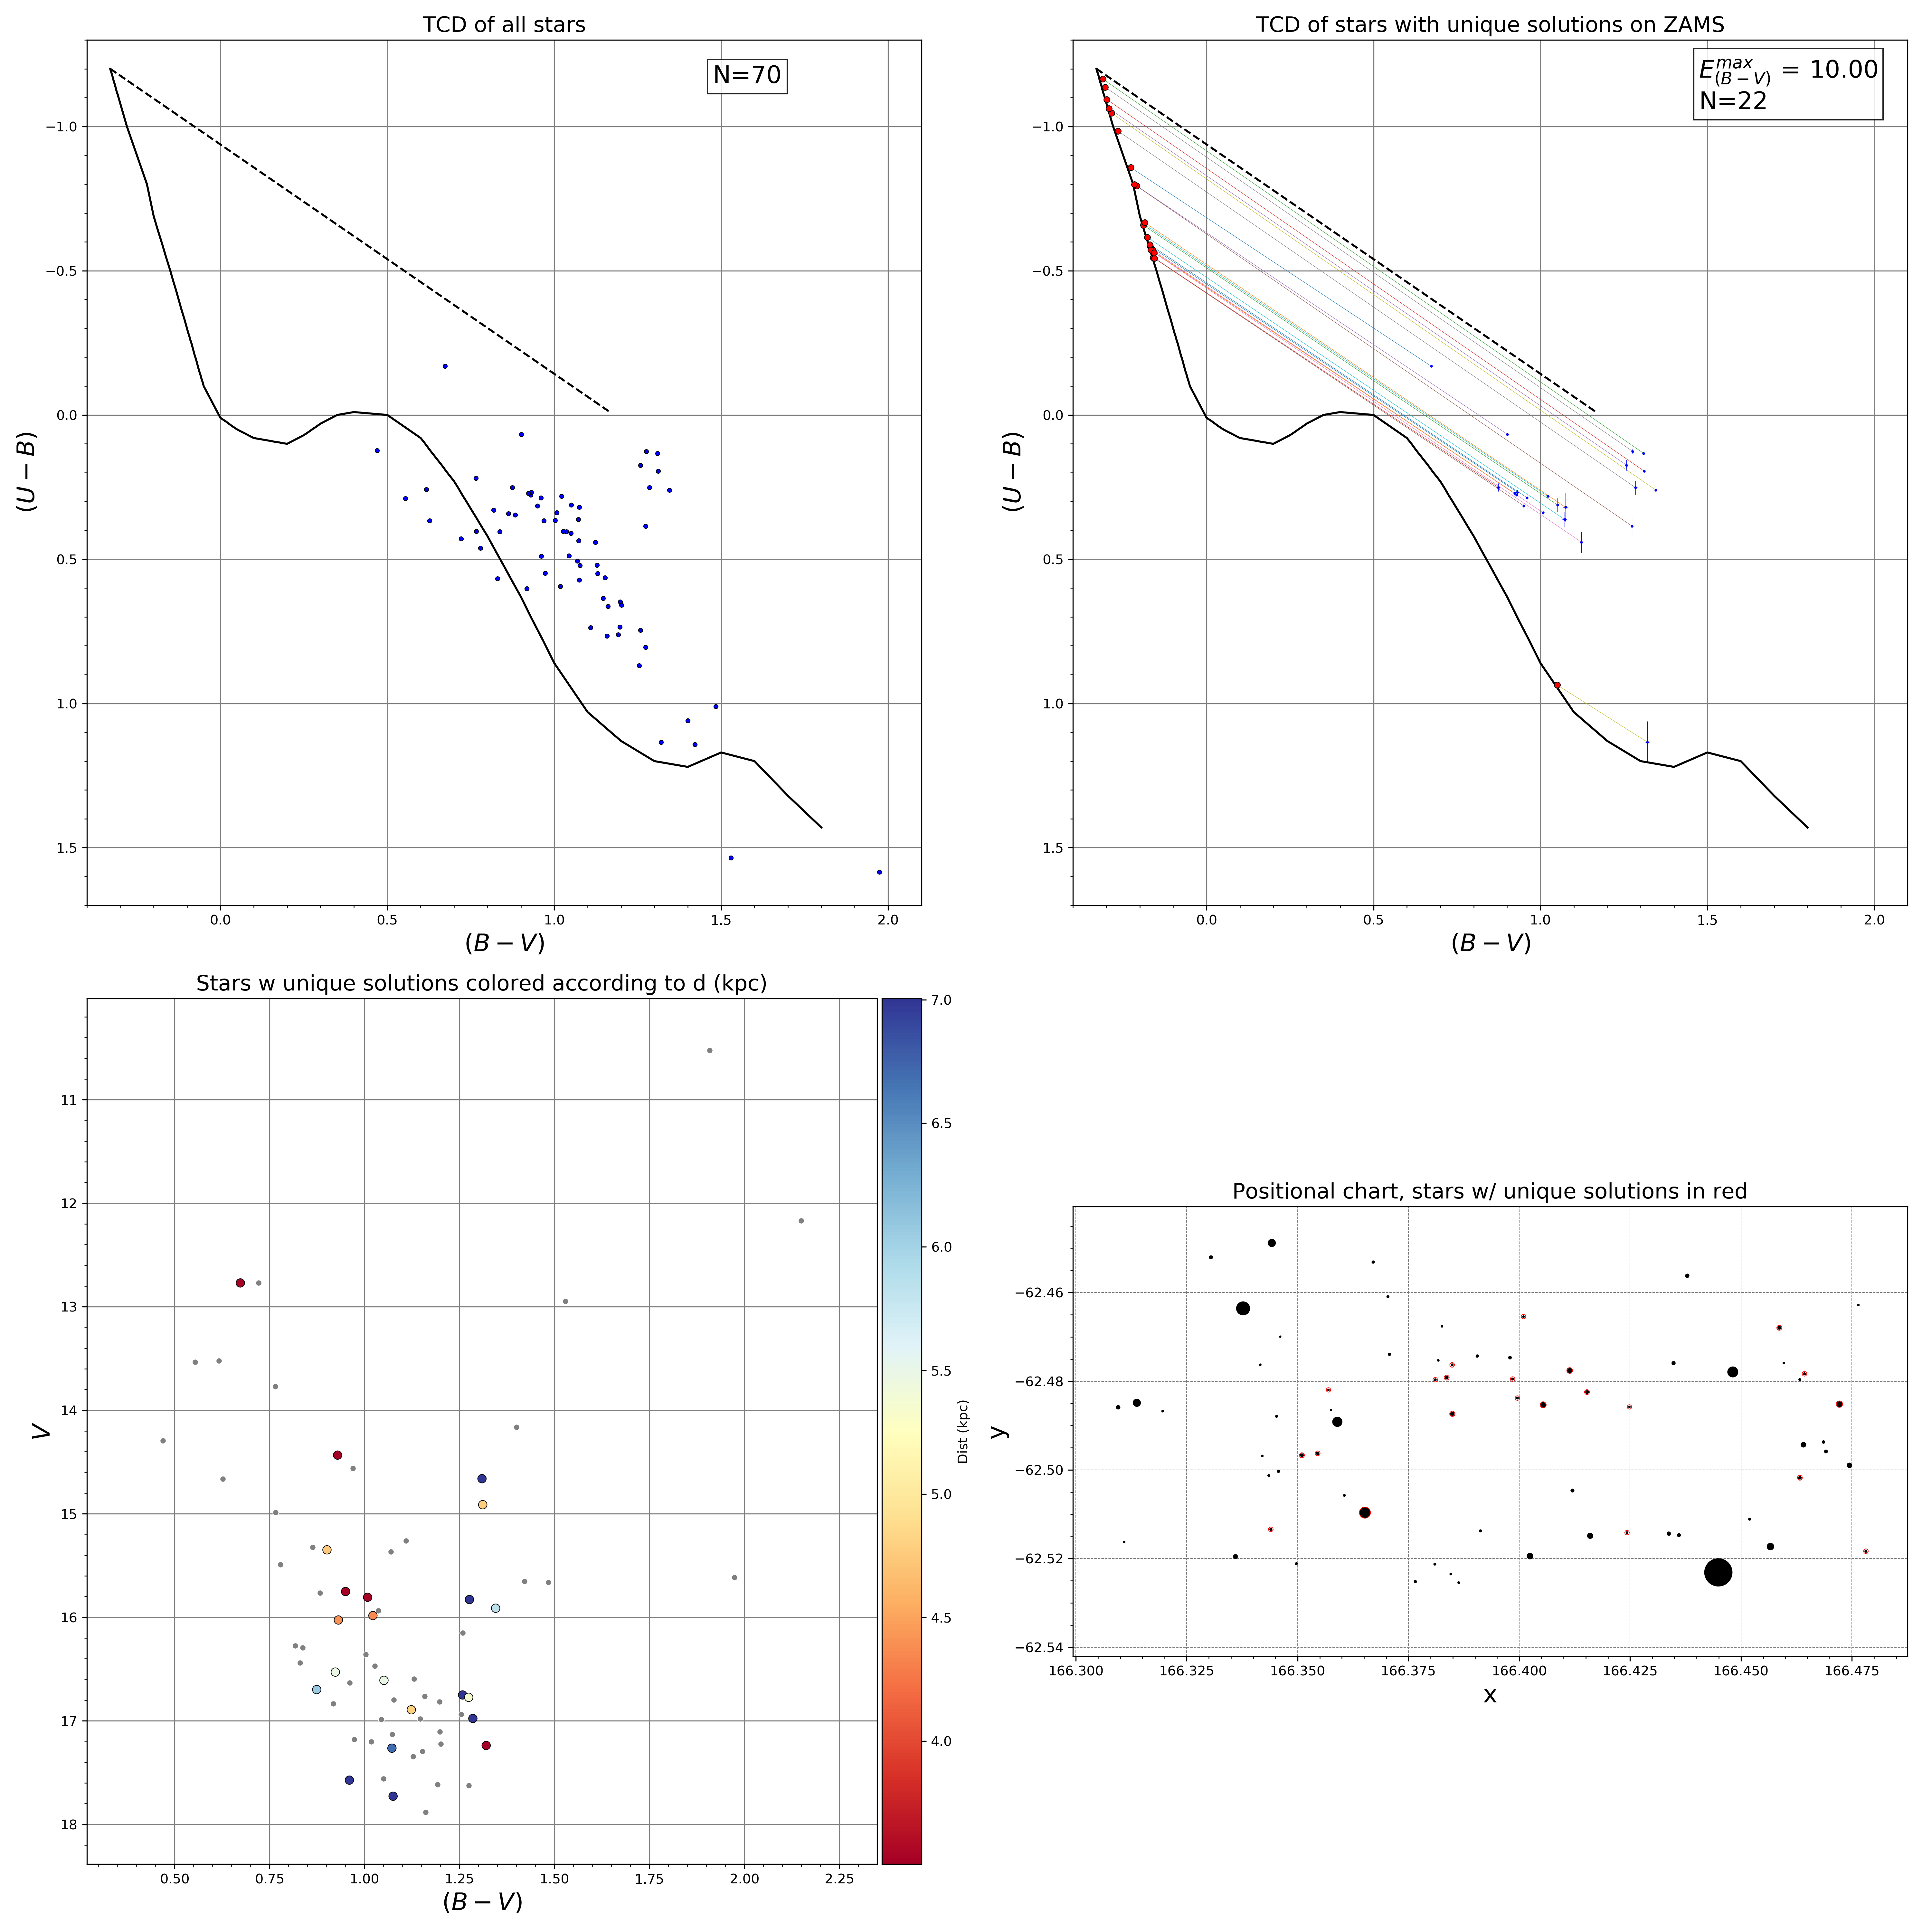 TCD of all stars
N=70
−1.0
−0.5
0.0
0.5
1.0
1.5
(U − B)
0.0 0.5 1.0 1.5 2.0
(B − V)
TCD of stars with unique solutions on ZAMS
E^{max}_{(B−V)} = 10.00
N=22
−1.0
−0.5
0.0
0.5
1.0
1.5
(U − B)
0.0 0.5 1.0 1.5 2.0
(B − V)
Stars w unique solutions colored according to d (kpc)
11
12
13
14
15
16
17
18
V
0.50 0.75 1.00 1.25 1.50 1.75 2.00 2.25
(B − V)
7.0
6.5
6.0
5.5
5.0
4.5
4.0
Dist (kpc)
Positional chart, stars w/ unique solutions in red
−62.46
−62.48
−62.50
−62.52
−62.54
y
166.300 166.325 166.350 166.375 166.400 166.425 166.450 166.475
x